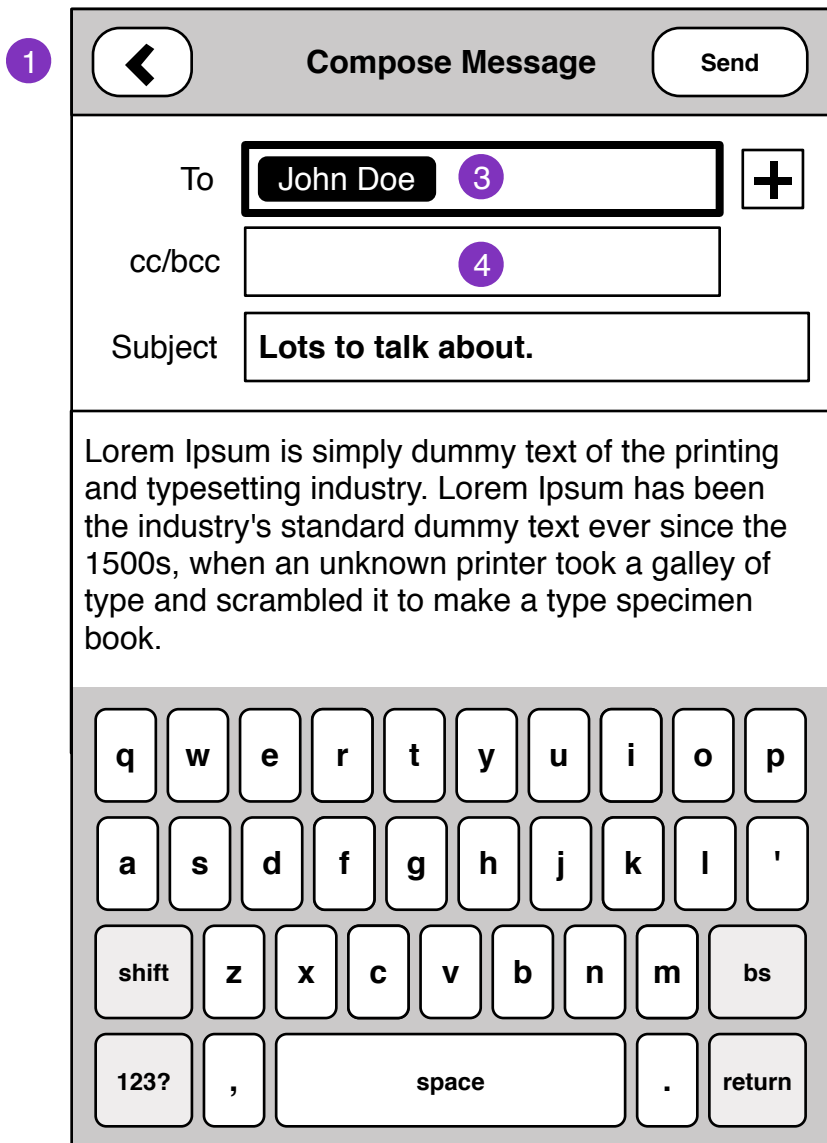 1 Compose Message Send
To John Doe 3
cc/bcc 4
Subject Lots to talk about.
Lorem Ipsum is simply dummy text of the printing
and typesetting industry. Lorem Ipsum has been
the industry's standard dummy text ever since the
1500s, when an unknown printer took a galley of
type and scrambled it to make a type specimen
book.
q w e r t y u i o p
a s d f g h j k l '
shift z x c v b n m bs
123? , space . return